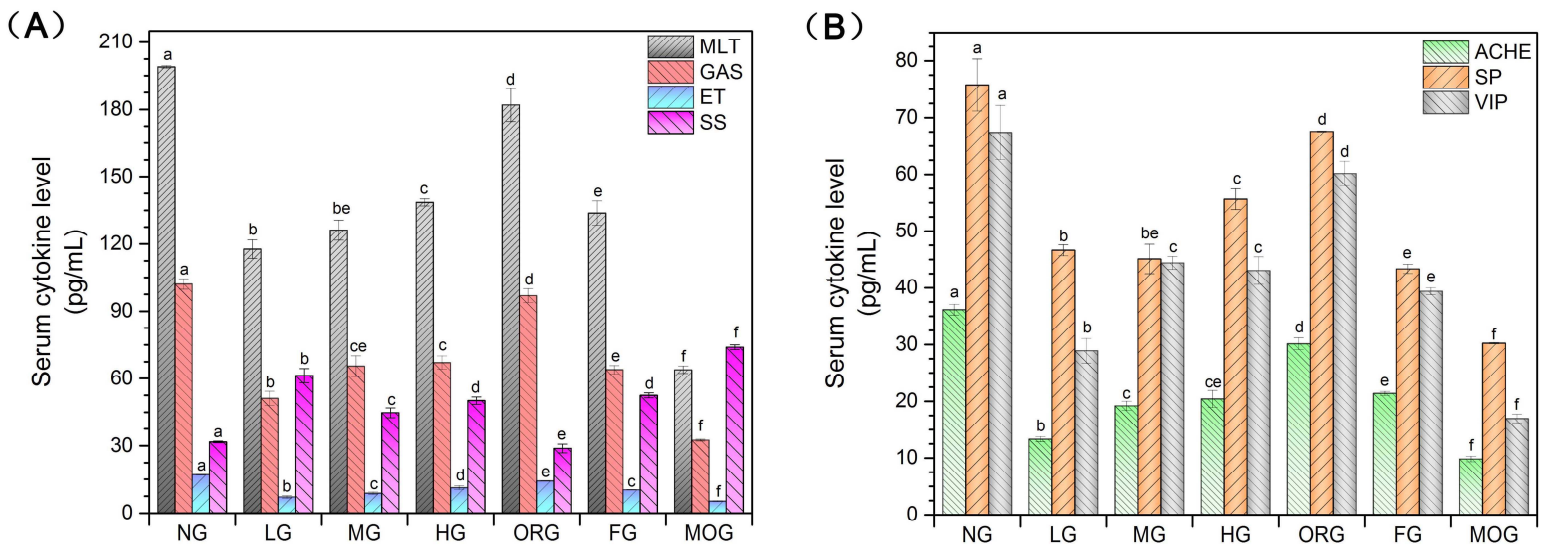 (A)
210
180
150
120
90
60
30
0
Serum cytokine level
(pg/mL)
MLT
GAS
ET
SS
a
a
a
a
b
b
b
b
be
ce
c
c
c
c
d
d
d
d
e
e
e
e
c
d
f
f
f
f
NG
LG
MG
HG
ORG
FG
MOG
(B)
80
70
60
50
40
30
20
10
0
Serum cytokine level
(pg/mL)
ACHE
SP
VIP
a
a
a
b
b
b
c
be
c
ce
c
c
d
d
d
e
e
e
f
f
f
NG
LG
MG
HG
ORG
FG
MOG